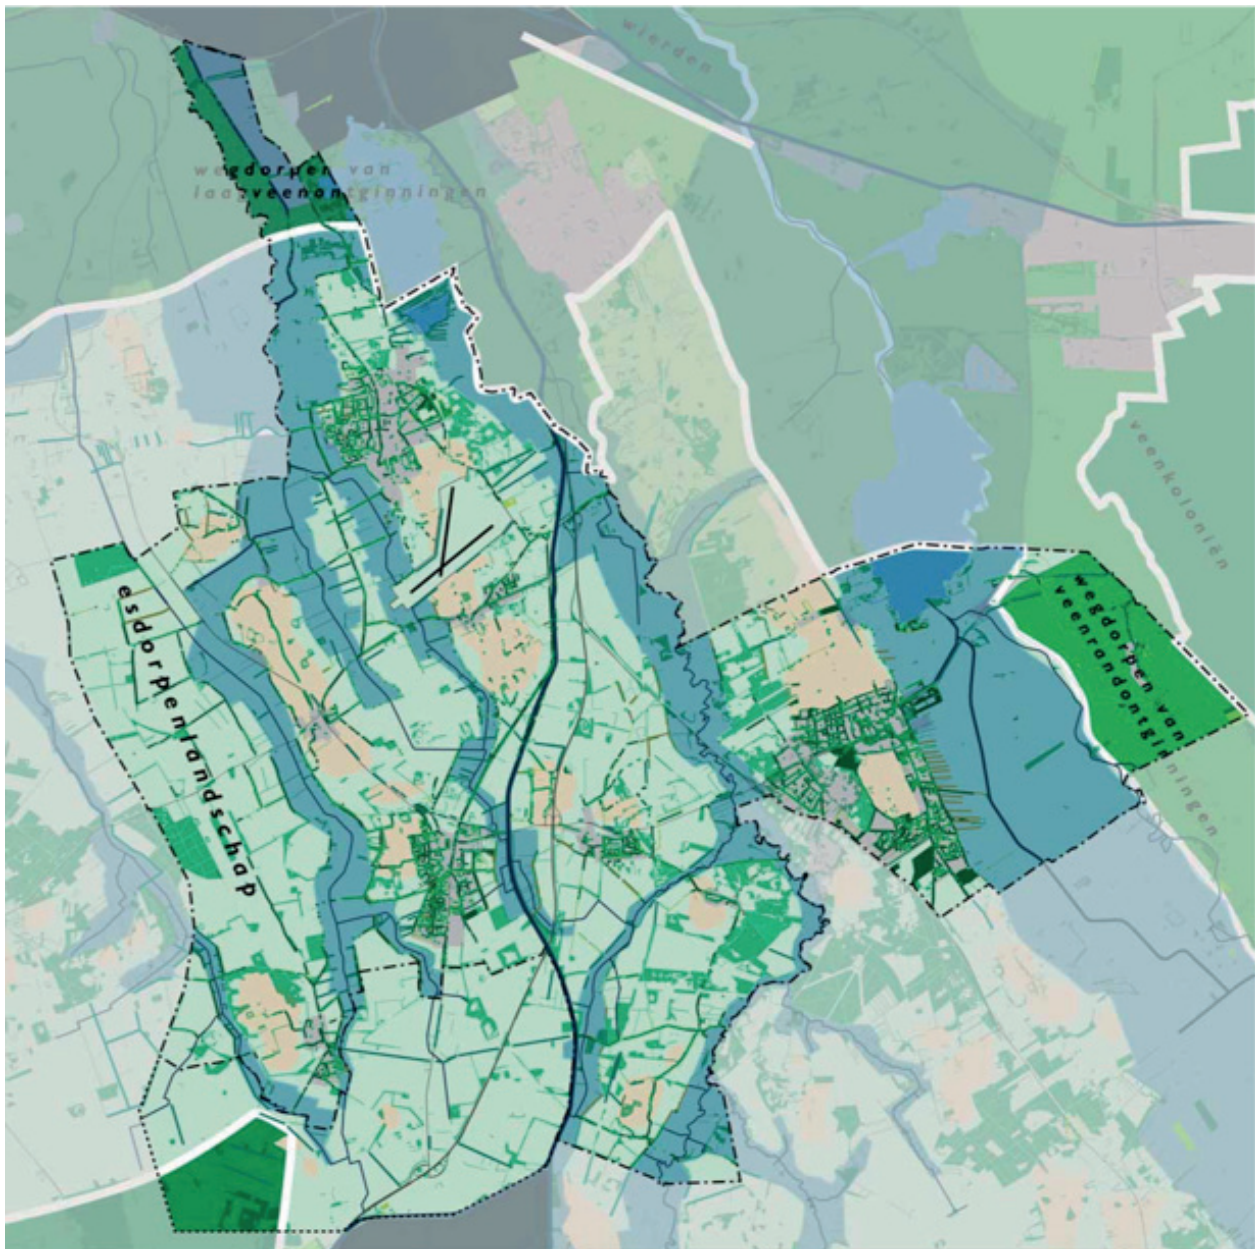 wierden
wegdorpen van
laagveenontginningen
veenkoloniën
esdorpenlandschap
wegdorpen van
veenrandontginningen